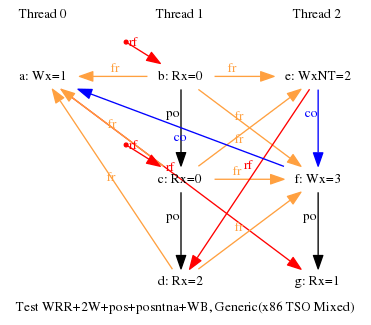 Thread 0 Thread 1 Thread 2
rf
a: Wx=1 fr b: Rx=0 fr e: WxNT=2
po fr co
co fr
rf rf rf
fr c: Rx=0 fr f: Wx=3
po fr po
d: Rx=2 g: Rx=1
Test WRR+2W+pos+posntna+WB, Generic(x86 TSO Mixed)